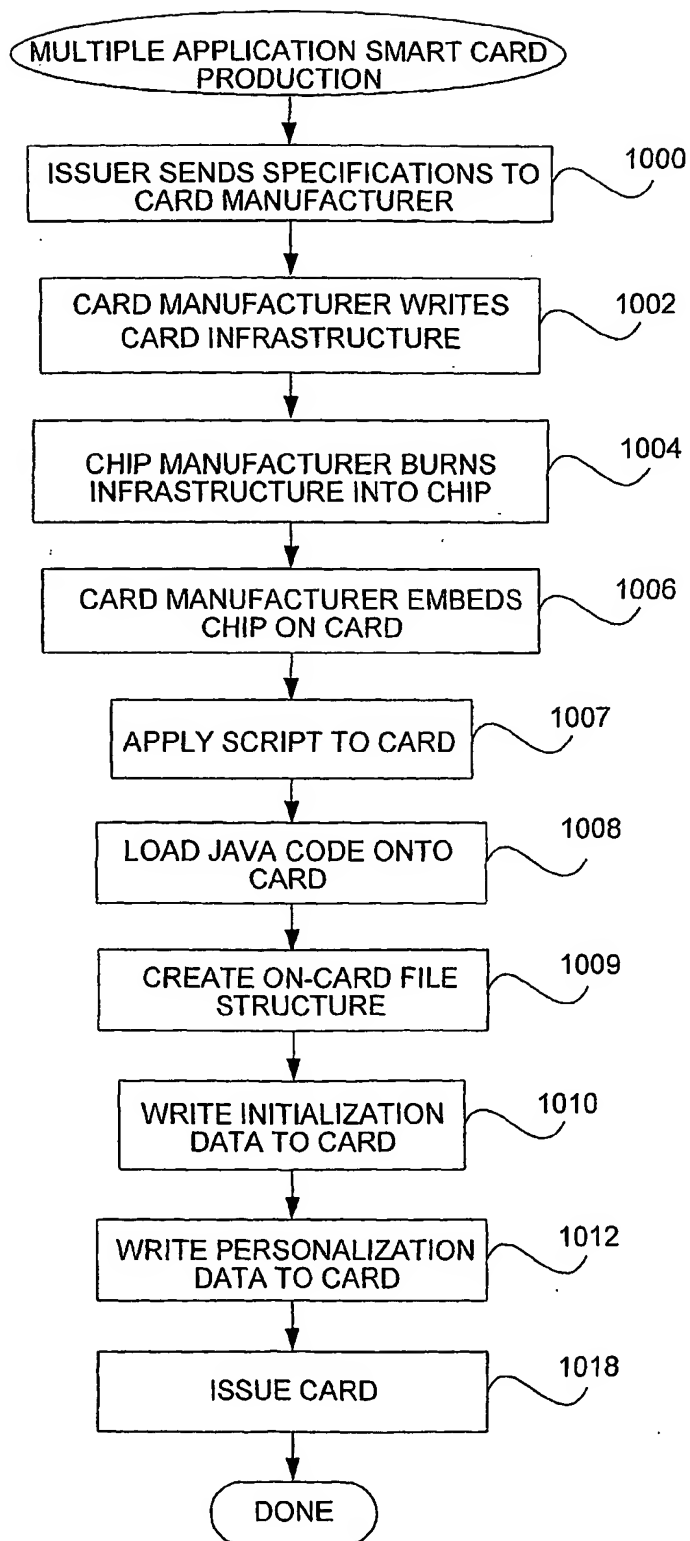 MULTIPLE APPLICATION SMART CARD
PRODUCTION
ISSUER SENDS SPECIFICATIONS TO
CARD MANUFACTURER
1000
CARD MANUFACTURER WRITES
CARD INFRASTRUCTURE
1002
CHIP MANUFACTURER BURNS
INFRASTRUCTURE INTO CHIP
1004
CARD MANUFACTURER EMBEDS
CHIP ON CARD
1006
APPLY SCRIPT TO CARD
1007
LOAD JAVA CODE ONTO
CARD
1008
CREATE ON-CARD FILE
STRUCTURE
1009
WRITE INITIALIZATION
DATA TO CARD
1010
WRITE PERSONALIZATION
DATA TO CARD
1012
ISSUE CARD
1018
DONE